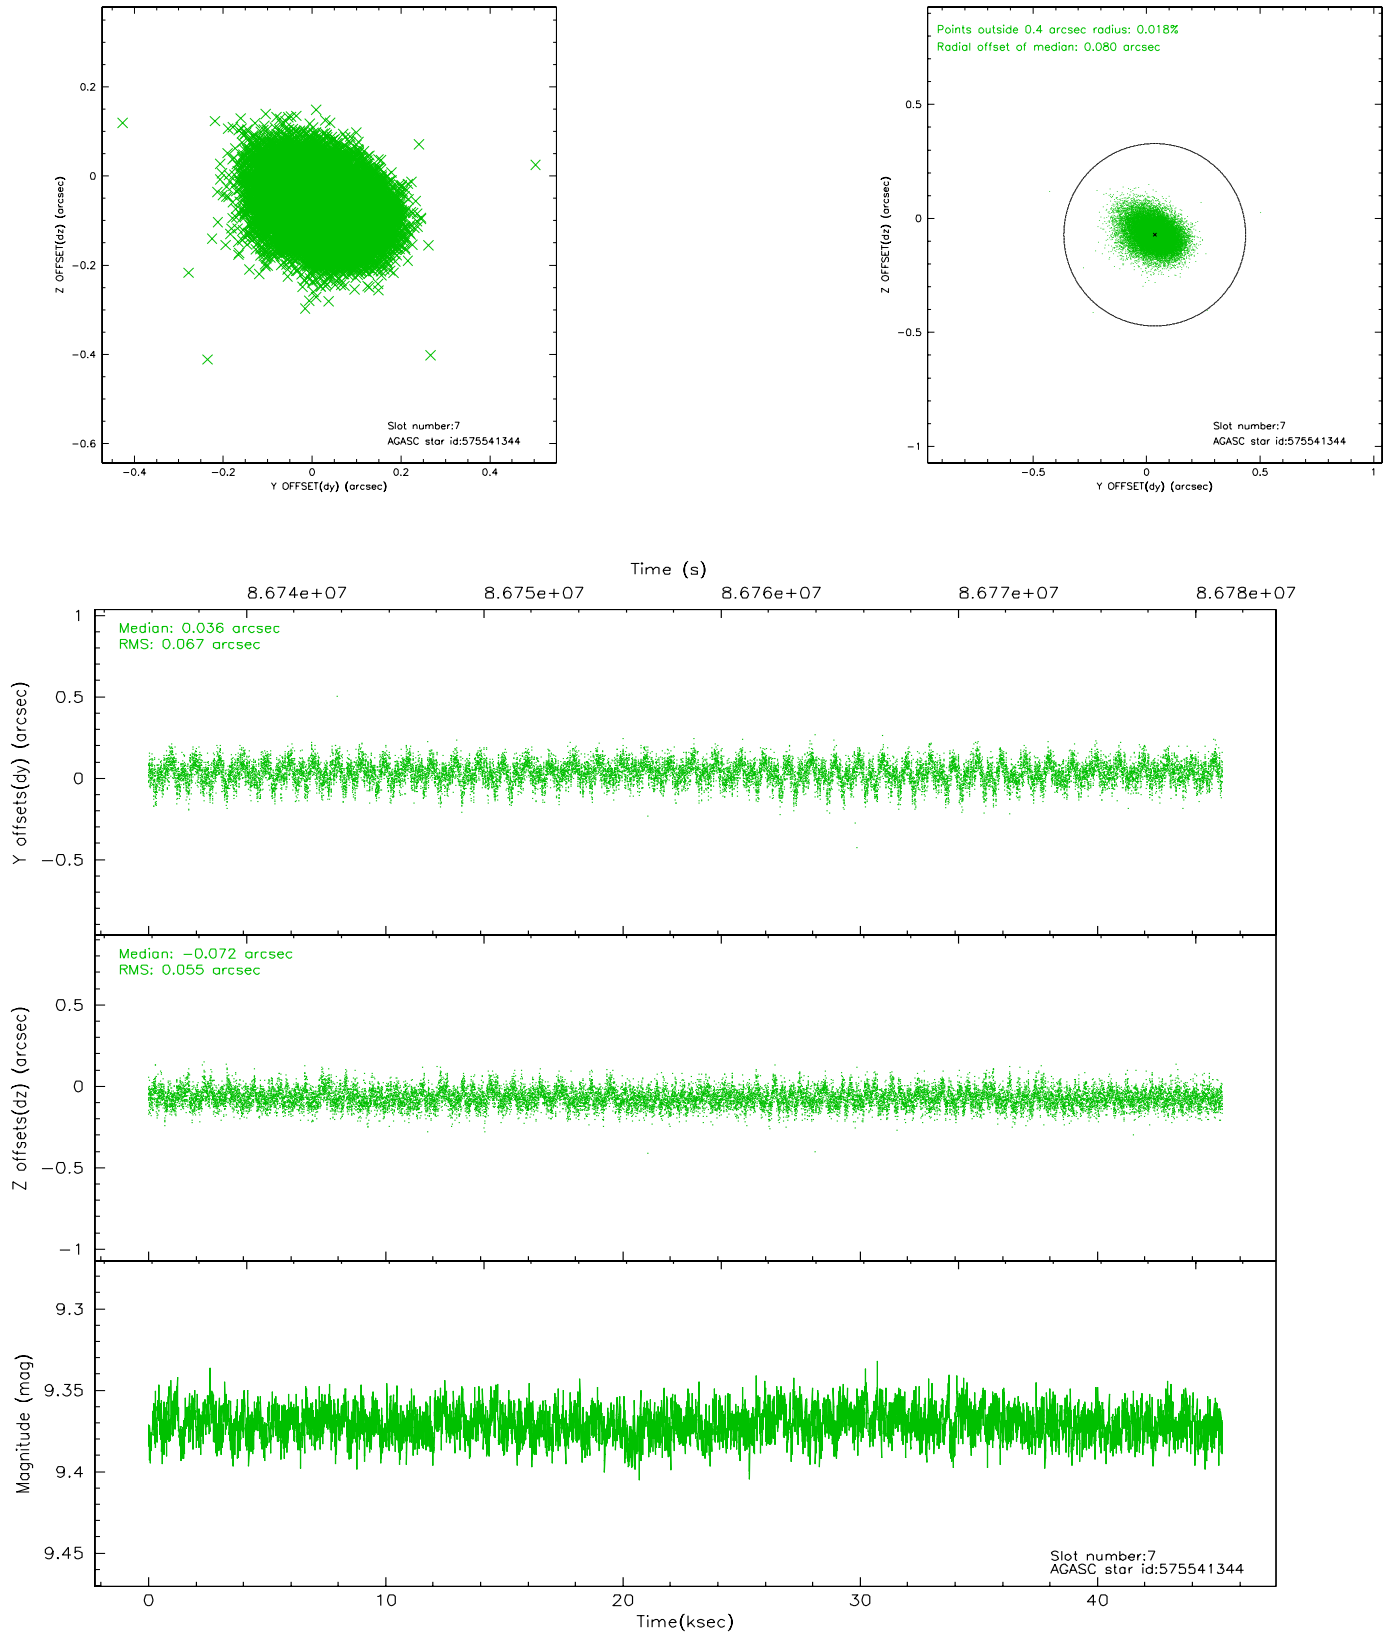 0.2
0
−0.2
−0.4
−0.6
Z OFFSET(dz) (arcsec)
−0.4
−0.2
0
0.2
0.4
Y OFFSET(dy) (arcsec)
Slot number:7
AGASC star id:575541344
Points outside 0.4 arcsec radius: 0.018%
Radial offset of median: 0.080 arcsec
0.5
0
−0.5
−1
Z OFFSET(dz) (arcsec)
−0.5
0
0.5
1
Y OFFSET(dy) (arcsec)
Slot number:7
AGASC star id:575541344
Time (s)
8.674e+07
8.675e+07
8.676e+07
8.677e+07
8.678e+07
Median: 0.036 arcsec
RMS: 0.067 arcsec
1
0.5
0
−0.5
Y offsets(dy) (arcsec)
Median: −0.072 arcsec
RMS: 0.055 arcsec
0.5
0
−0.5
−1
Z offsets(dz) (arcsec)
9.3
9.35
9.4
9.45
Magnitude (mag)
Slot number:7
AGASC star id:575541344
0
10
20
30
40
Time(ksec)